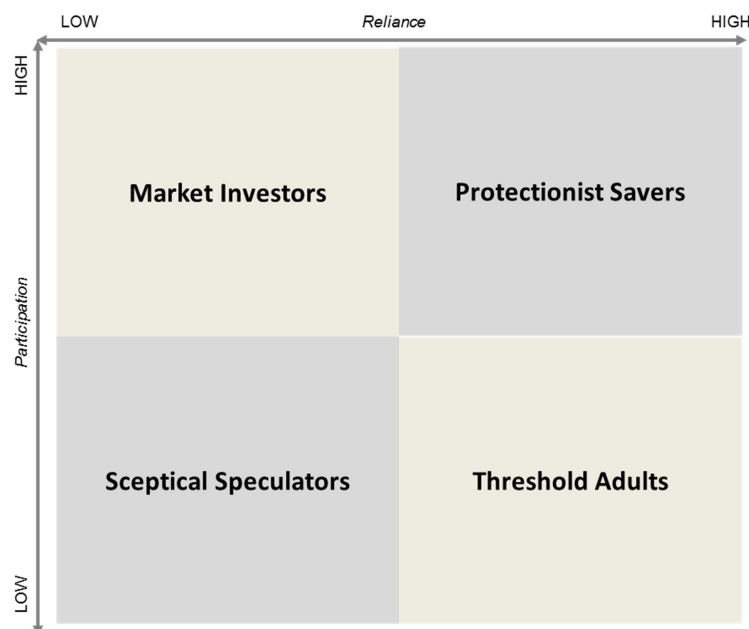 LOW Reliance HIGH
HIGH
Market Investors Protectionist Savers
Participation
Sceptical Speculators Threshold Adults
LOW